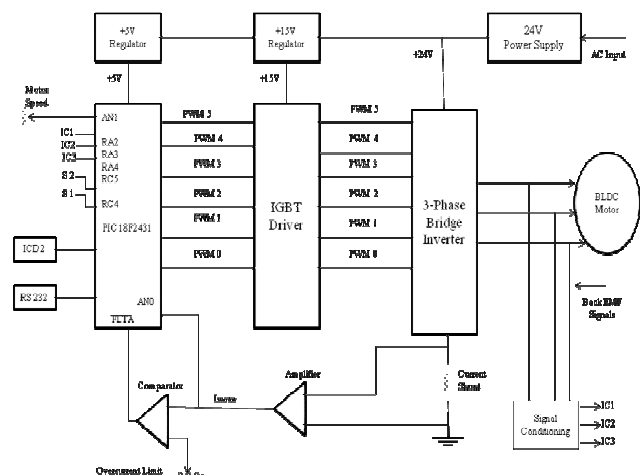 +5V
Regulator
+15V
Regulator
24V
Power Supply
AC Input
+5V
+15V
+24V
Motor
Speed
AN1
IC1
IC2
IC3
S2
S1
RA2
RA3
RA4
RC5
RC4
PIC18F2431
ICD2
RS232
AN0
FLTA
PWM 5
PWM 4
PWM 3
PWM 2
PWM 1
PWM 0
IGBT
Driver
PWM 5
PWM 4
PWM 3
PWM 2
PWM 1
PWM 0
3-Phase
Bridge
Inverter
BLDC
Motor
Back EMF
Signals
Comparator
Amplifier
Current
Shunt
Signal
Conditioning
IC1
IC2
IC3
Overcurrent Limit